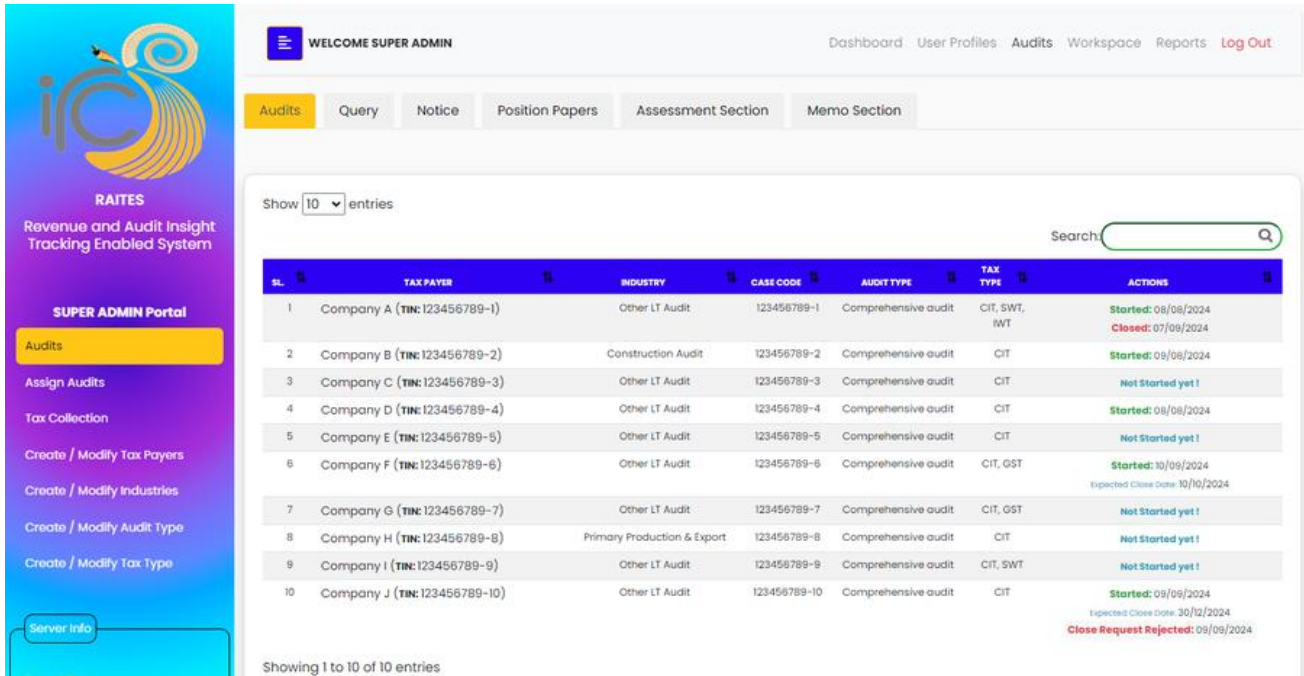 irc
RAITES
Revenue and Audit Insight
Tracking Enabled System
SUPER ADMIN Portal
Audits
Assign Audits
Tax Collection
Create / Modify Tax Payers
Create / Modify Industries
Create / Modify Audit Type
Create / Modify Tax Type
Server Info
WELCOME SUPER ADMIN
Dashboard User Profiles Audits Workspace Reports Log Out
Audits Query Notice Position Papers Assessment Section Memo Section
Show 10 entries
Search:
SL. TAX PAYER INDUSTRY CASE CODE AUDIT TYPE TAX TYPE ACTIONS
1 Company A (TIN: 123456789-1) Other LT Audit 123456789-1 Comprehensive audit CIT, SWT, IWT Started: 08/08/2024
Closed: 07/09/2024
2 Company B (TIN: 123456789-2) Construction Audit 123456789-2 Comprehensive audit CIT Started: 09/08/2024
3 Company C (TIN: 123456789-3) Other LT Audit 123456789-3 Comprehensive audit CIT Not Started yet !
4 Company D (TIN: 123456789-4) Other LT Audit 123456789-4 Comprehensive audit CIT Started: 08/08/2024
5 Company E (TIN: 123456789-5) Other LT Audit 123456789-5 Comprehensive audit CIT Not Started yet !
6 Company F (TIN: 123456789-6) Other LT Audit 123456789-6 Comprehensive audit CIT, GST Started: 10/09/2024
Expected Close Date: 10/10/2024
7 Company G (TIN: 123456789-7) Other LT Audit 123456789-7 Comprehensive audit CIT, GST Not Started yet !
8 Company H (TIN: 123456789-8) Primary Production & Export 123456789-8 Comprehensive audit CIT Not Started yet !
9 Company I (TIN: 123456789-9) Other LT Audit 123456789-9 Comprehensive audit CIT, SWT Not Started yet !
10 Company J (TIN: 123456789-10) Other LT Audit 123456789-10 Comprehensive audit CIT Started: 09/09/2024
Expected Close Date: 30/12/2024
Close Request Rejected: 09/09/2024
Showing 1 to 10 of 10 entries